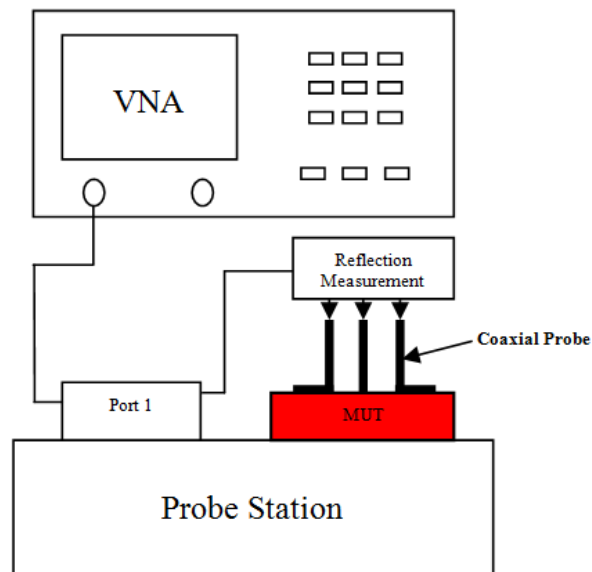 VNA
Reflection
Measurement
Coaxial Probe
Port 1
MUT
Probe Station